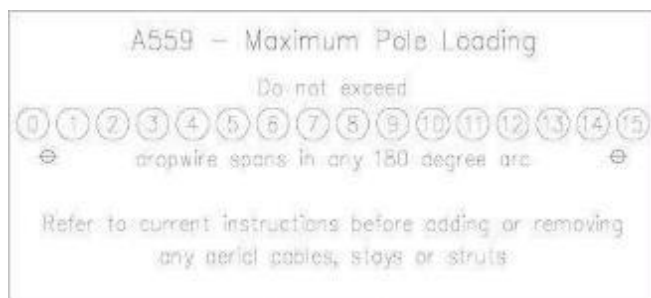 A559 - Maximum Pole Loading
Do not exceed
0 1 2 3 4 5 6 7 8 9 10 11 12 13 14 15
dropwire spans in any 180 degree arc
Refer to current instructions before adding or removing
any aerial cables, stays or struts